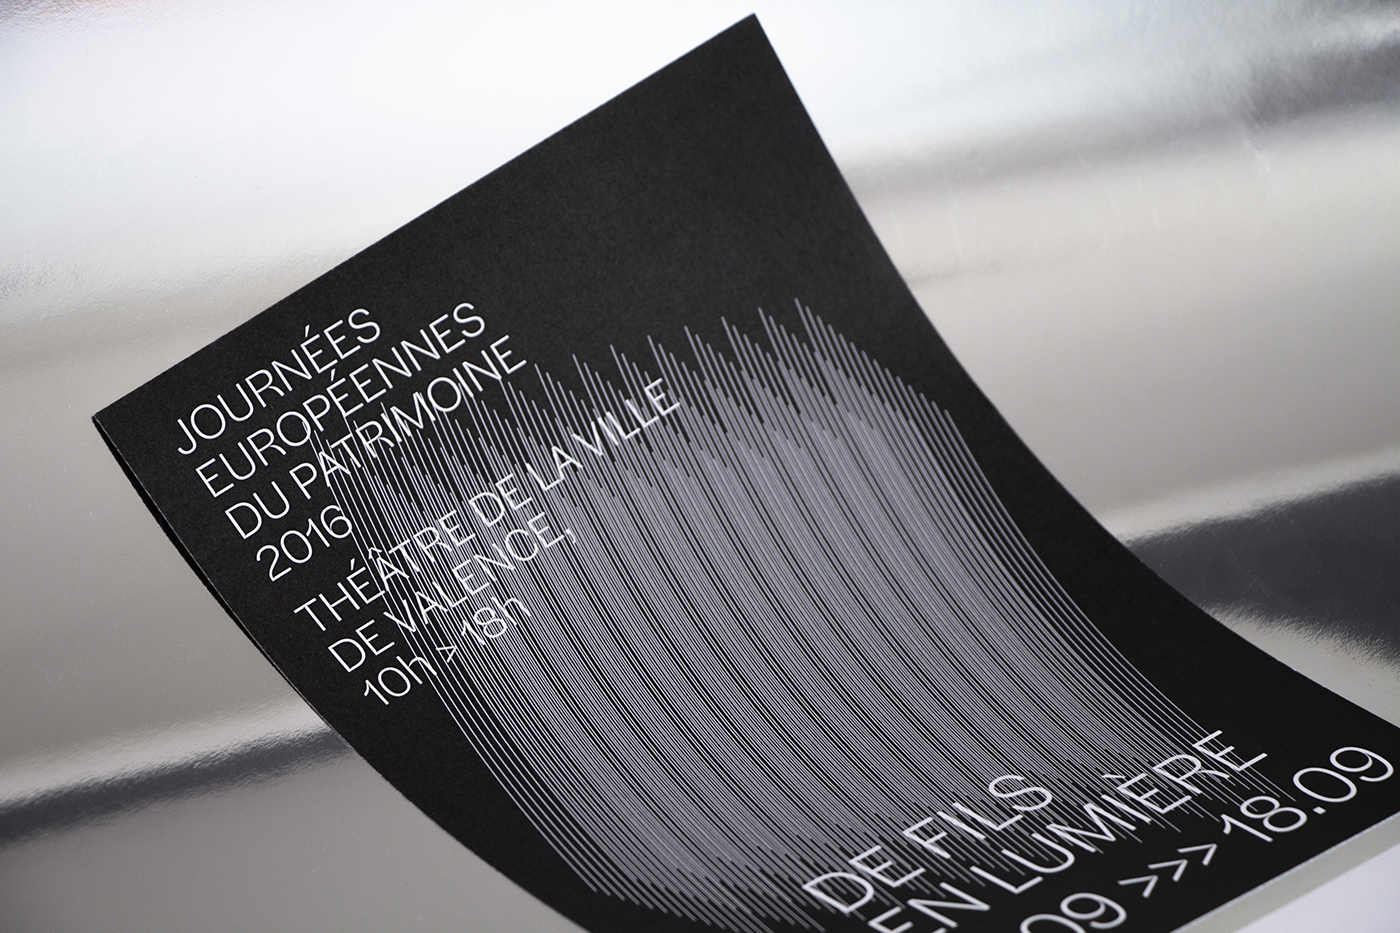 JOURNÉES
EUROPÉENNES
DU PATRIMOINE
2016
THÉÂTRE DE LA VILLE
DE VALENCE,
10h > 18h
DE FILS
EN LUMIÈRE
09 >>> 18.09